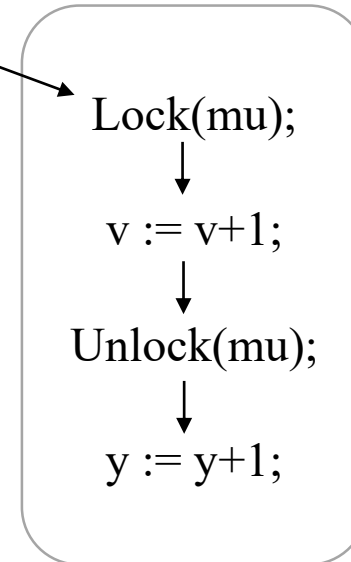 Lock(mu);
v := v+1;
Unlock(mu);
y := y+1;